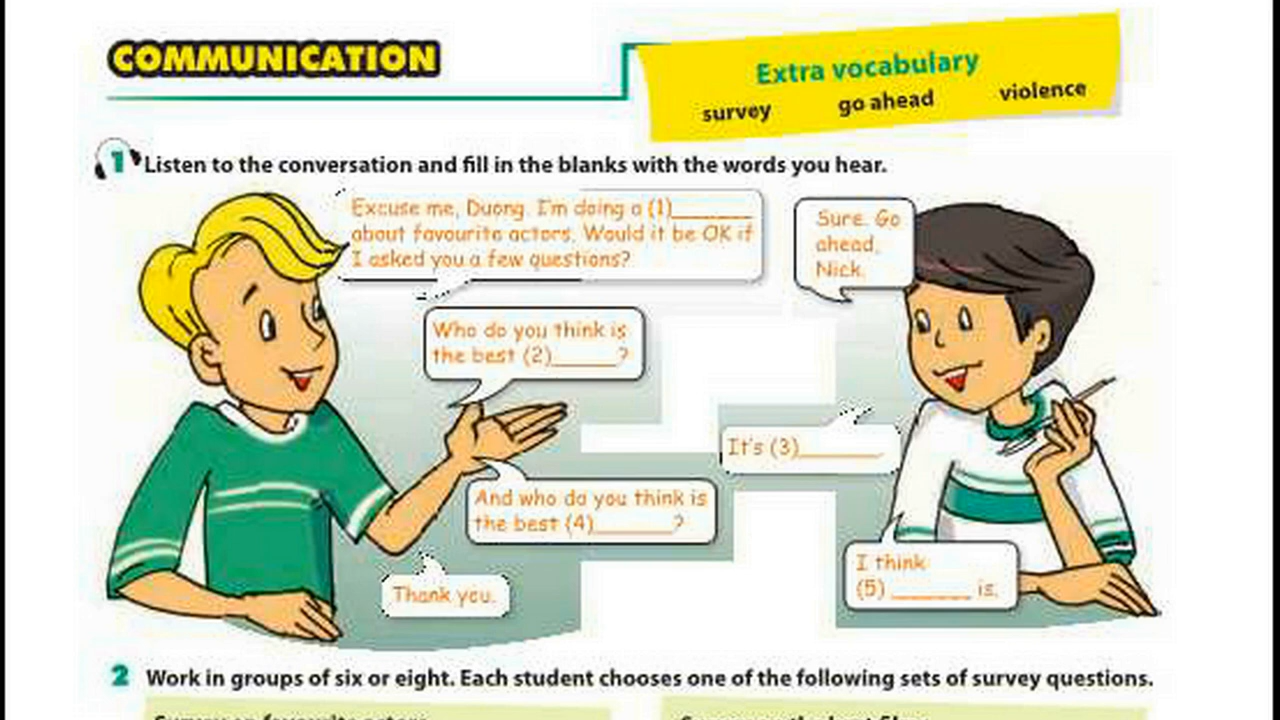 COMMUNICATION
Extra vocabulary
survey go ahead violence
1 Listen to the conversation and fill in the blanks with the words you hear.
Excuse me, Duong. I'm doing a (1)_______
about favourite actors. Would it be OK if
I asked you a few questions?
Sure. Go
ahead,
Nick.
Who do you think is
the best (2)______?
It's (3)_______
And who do you think is
the best (4)_______?
I think
(5) _______ is.
Thank you.
2 Work in groups of six or eight. Each student chooses one of the following sets of survey questions.